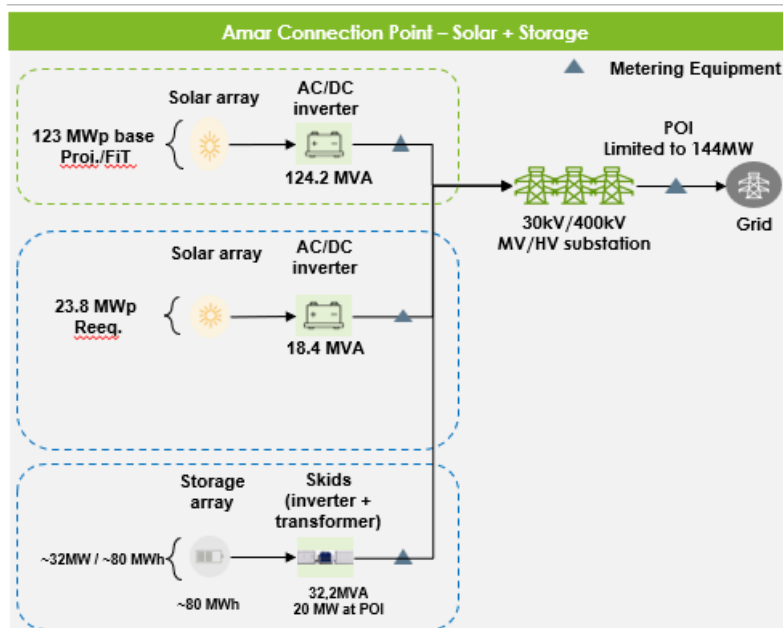 Amar Connection Point – Solar + Storage
Metering Equipment
Solar array
AC/DC
inverter
123 MWp base
Proi./FiT
124.2 MVA
POI
Limited to 144MW
30kV/400kV
MV/HV substation
Grid
Solar array
AC/DC
inverter
23.8 MWp
Reeq.
18.4 MVA
Storage
array
Skids
(inverter +
transformer)
~32MW / ~80 MWh
~80 MWh
32,2MVA
20 MW at POI